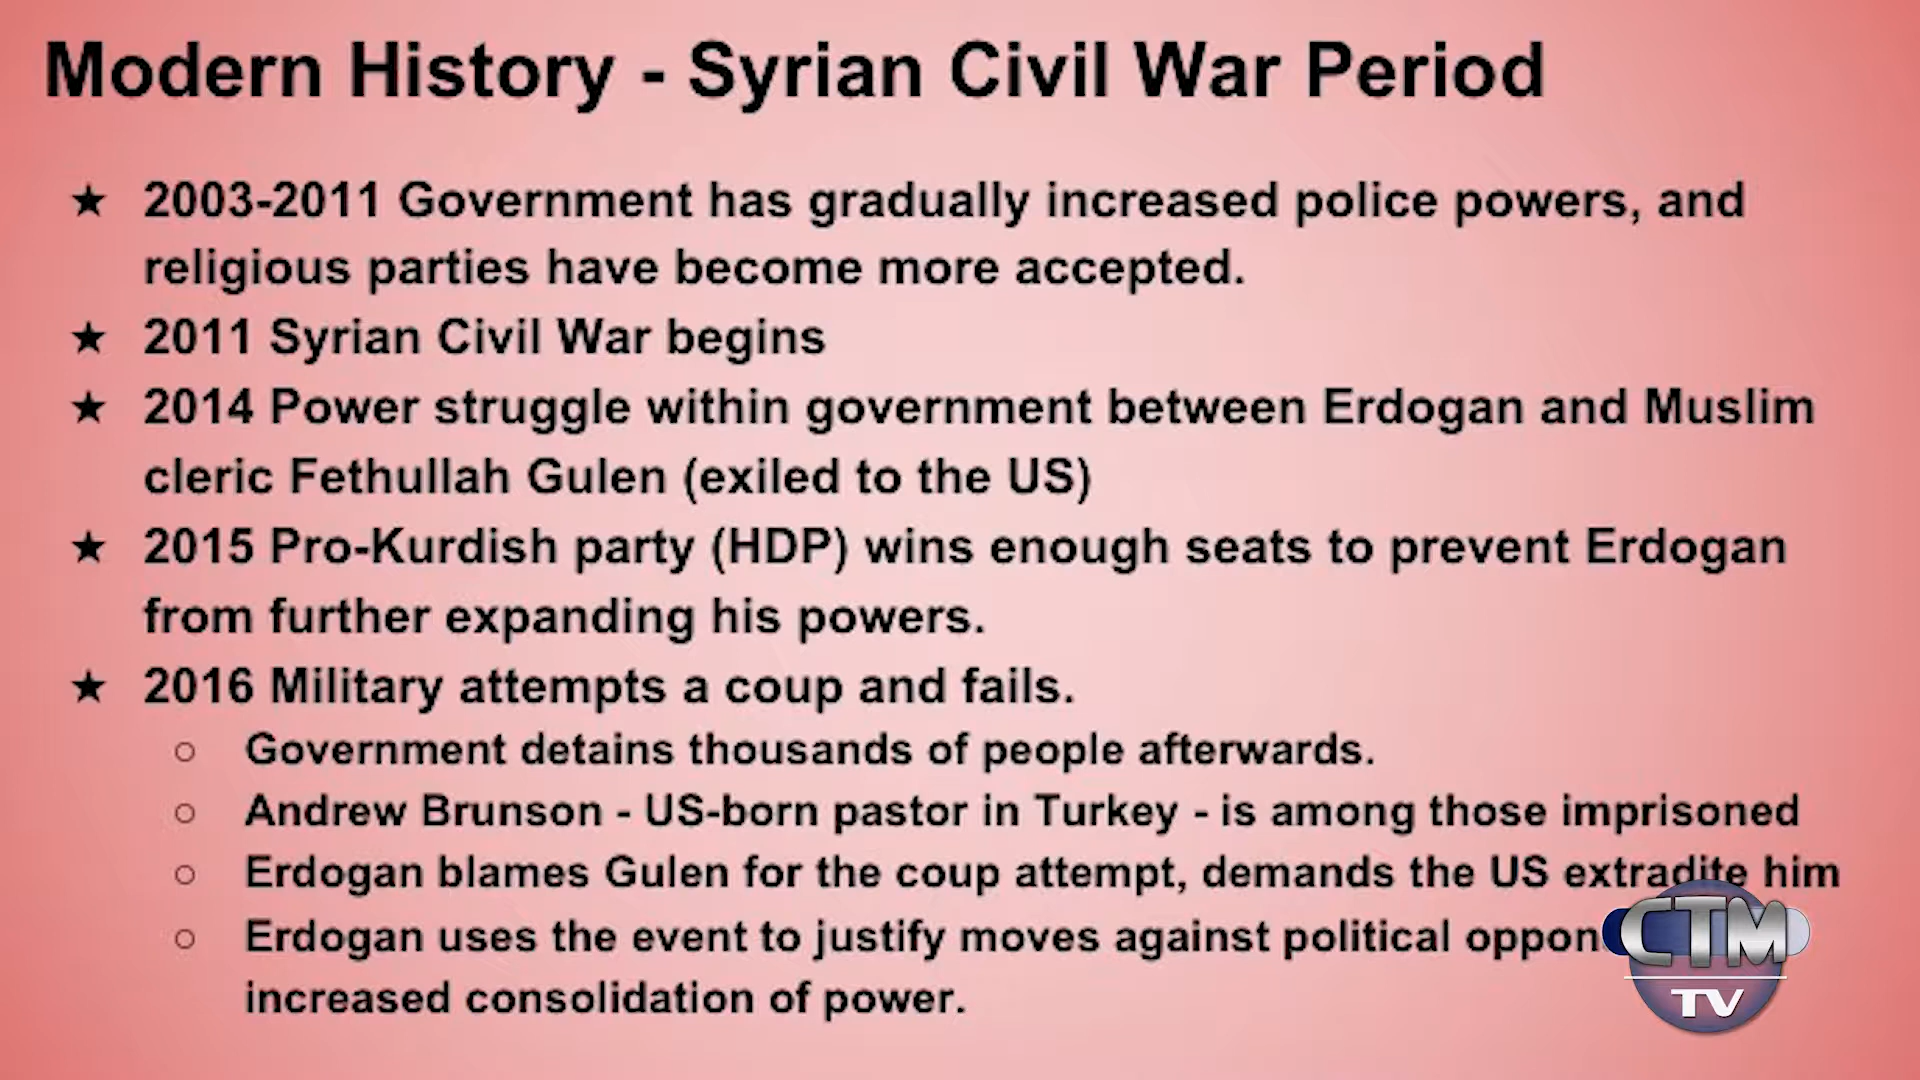 Modern History - Syrian Civil War Period
★ 2003-2011 Government has gradually increased police powers, and
religious parties have become more accepted.
★ 2011 Syrian Civil War begins
★ 2014 Power struggle within government between Erdogan and Muslim
cleric Fethullah Gulen (exiled to the US)
★ 2015 Pro-Kurdish party (HDP) wins enough seats to prevent Erdogan
from further expanding his powers.
★ 2016 Military attempts a coup and fails.
○ Government detains thousands of people afterwards.
○ Andrew Brunson - US-born pastor in Turkey - is among those imprisoned
○ Erdogan blames Gulen for the coup attempt, demands the US extradite him
○ Erdogan uses the event to justify moves against political
increased consolidation of power.
CTM
TV